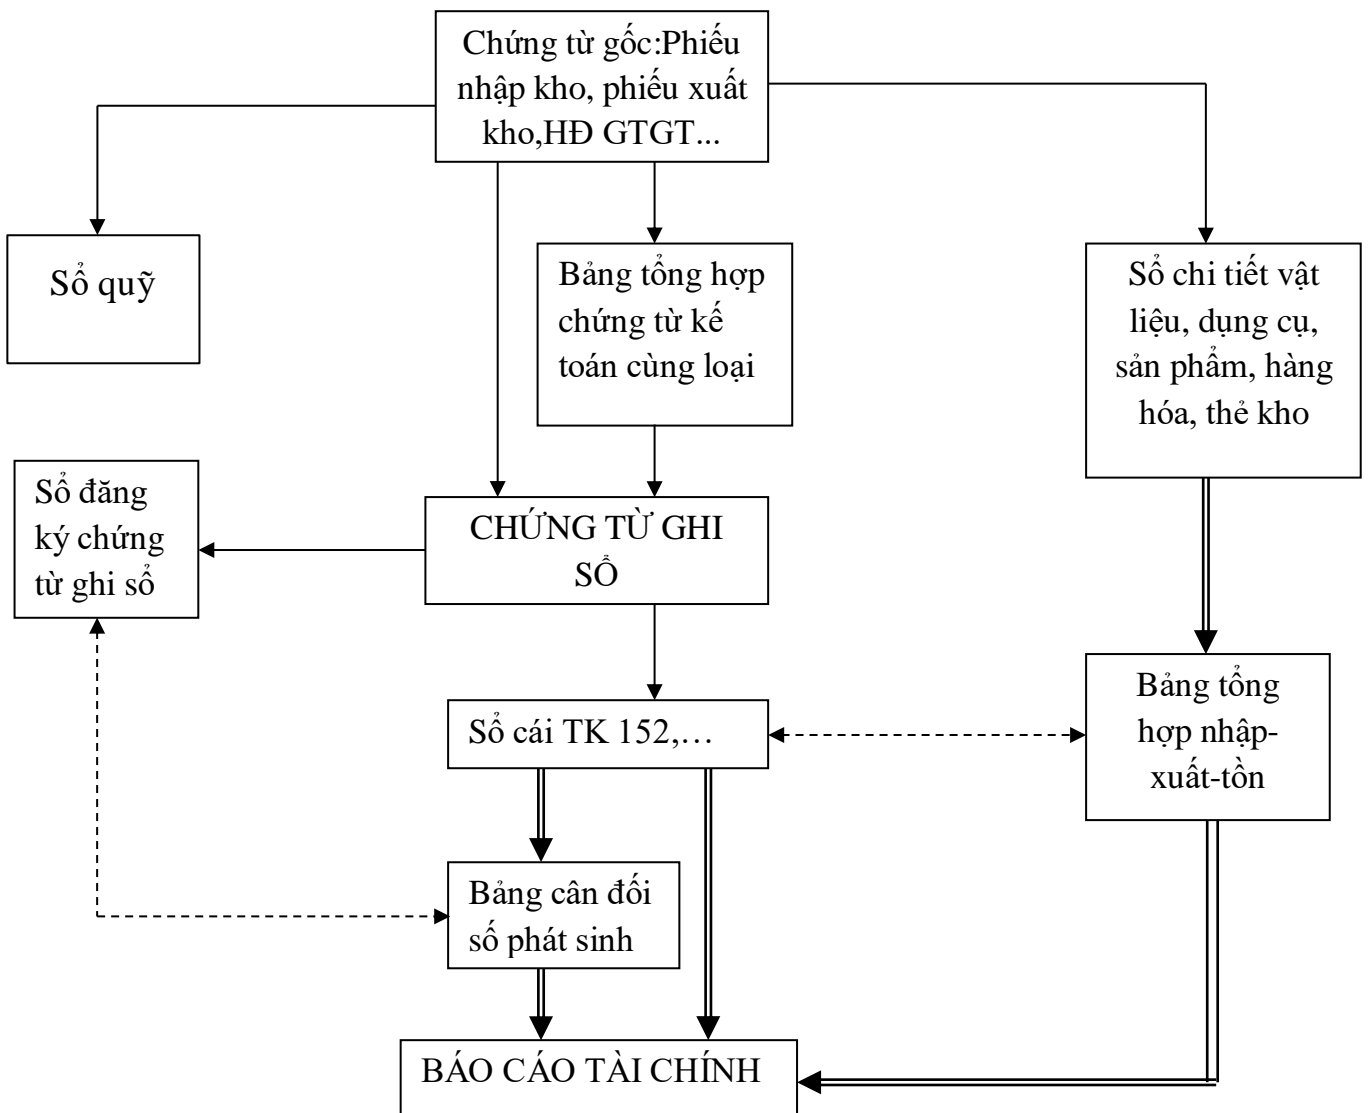 Chứng từ gốc:Phiếu
nhập kho, phiếu xuất
kho,HĐ GTGT...
Sổ quỹ
Bảng tổng hợp
chứng từ kế
toán cùng loại
Sổ chi tiết vật
liệu, dụng cụ,
sản phẩm, hàng
hóa, thẻ kho
Sổ đăng
ký chứng
từ ghi sổ
CHỨNG TỪ GHI
SỔ
Sổ cái TK 152,…
Bảng tổng
hợp nhập-
xuất-tồn
Bảng cân đối
số phát sinh
BÁO CÁO TÀI CHÍNH